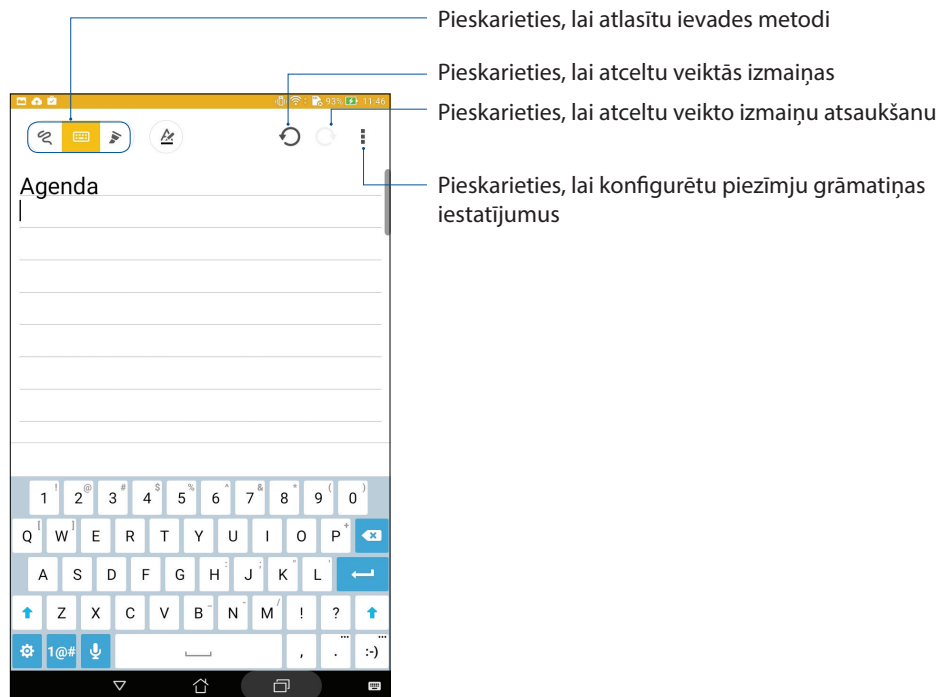 Pieskarieties, lai atlasītu ievades metodi
Pieskarieties, lai atceltu veiktās izmaiņas
Pieskarieties, lai atceltu veikto izmaiņu atsaukšanu
Pieskarieties, lai konfigurētu piezīmju grāmatiņas
iestatījumus
93% 11:46
Agenda
! @ # $ % ^ & * ( )
1 2 3 4 5 6 7 8 9 0
[ ] +
Q W E R T Y U I O P
: ; " '
A S D F G H J K L
_ - /
Z X C V B N M ! ?
1@# , . :-)